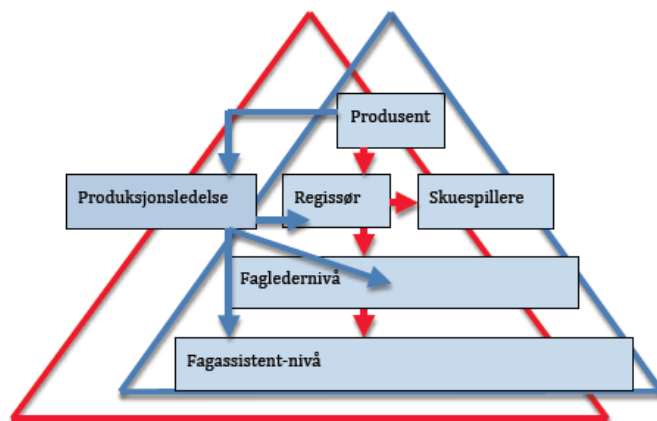 Produsent
Produksjonsledelse
Regissør
Skuespillere
Fagledernivå
Fagassistent-nivå